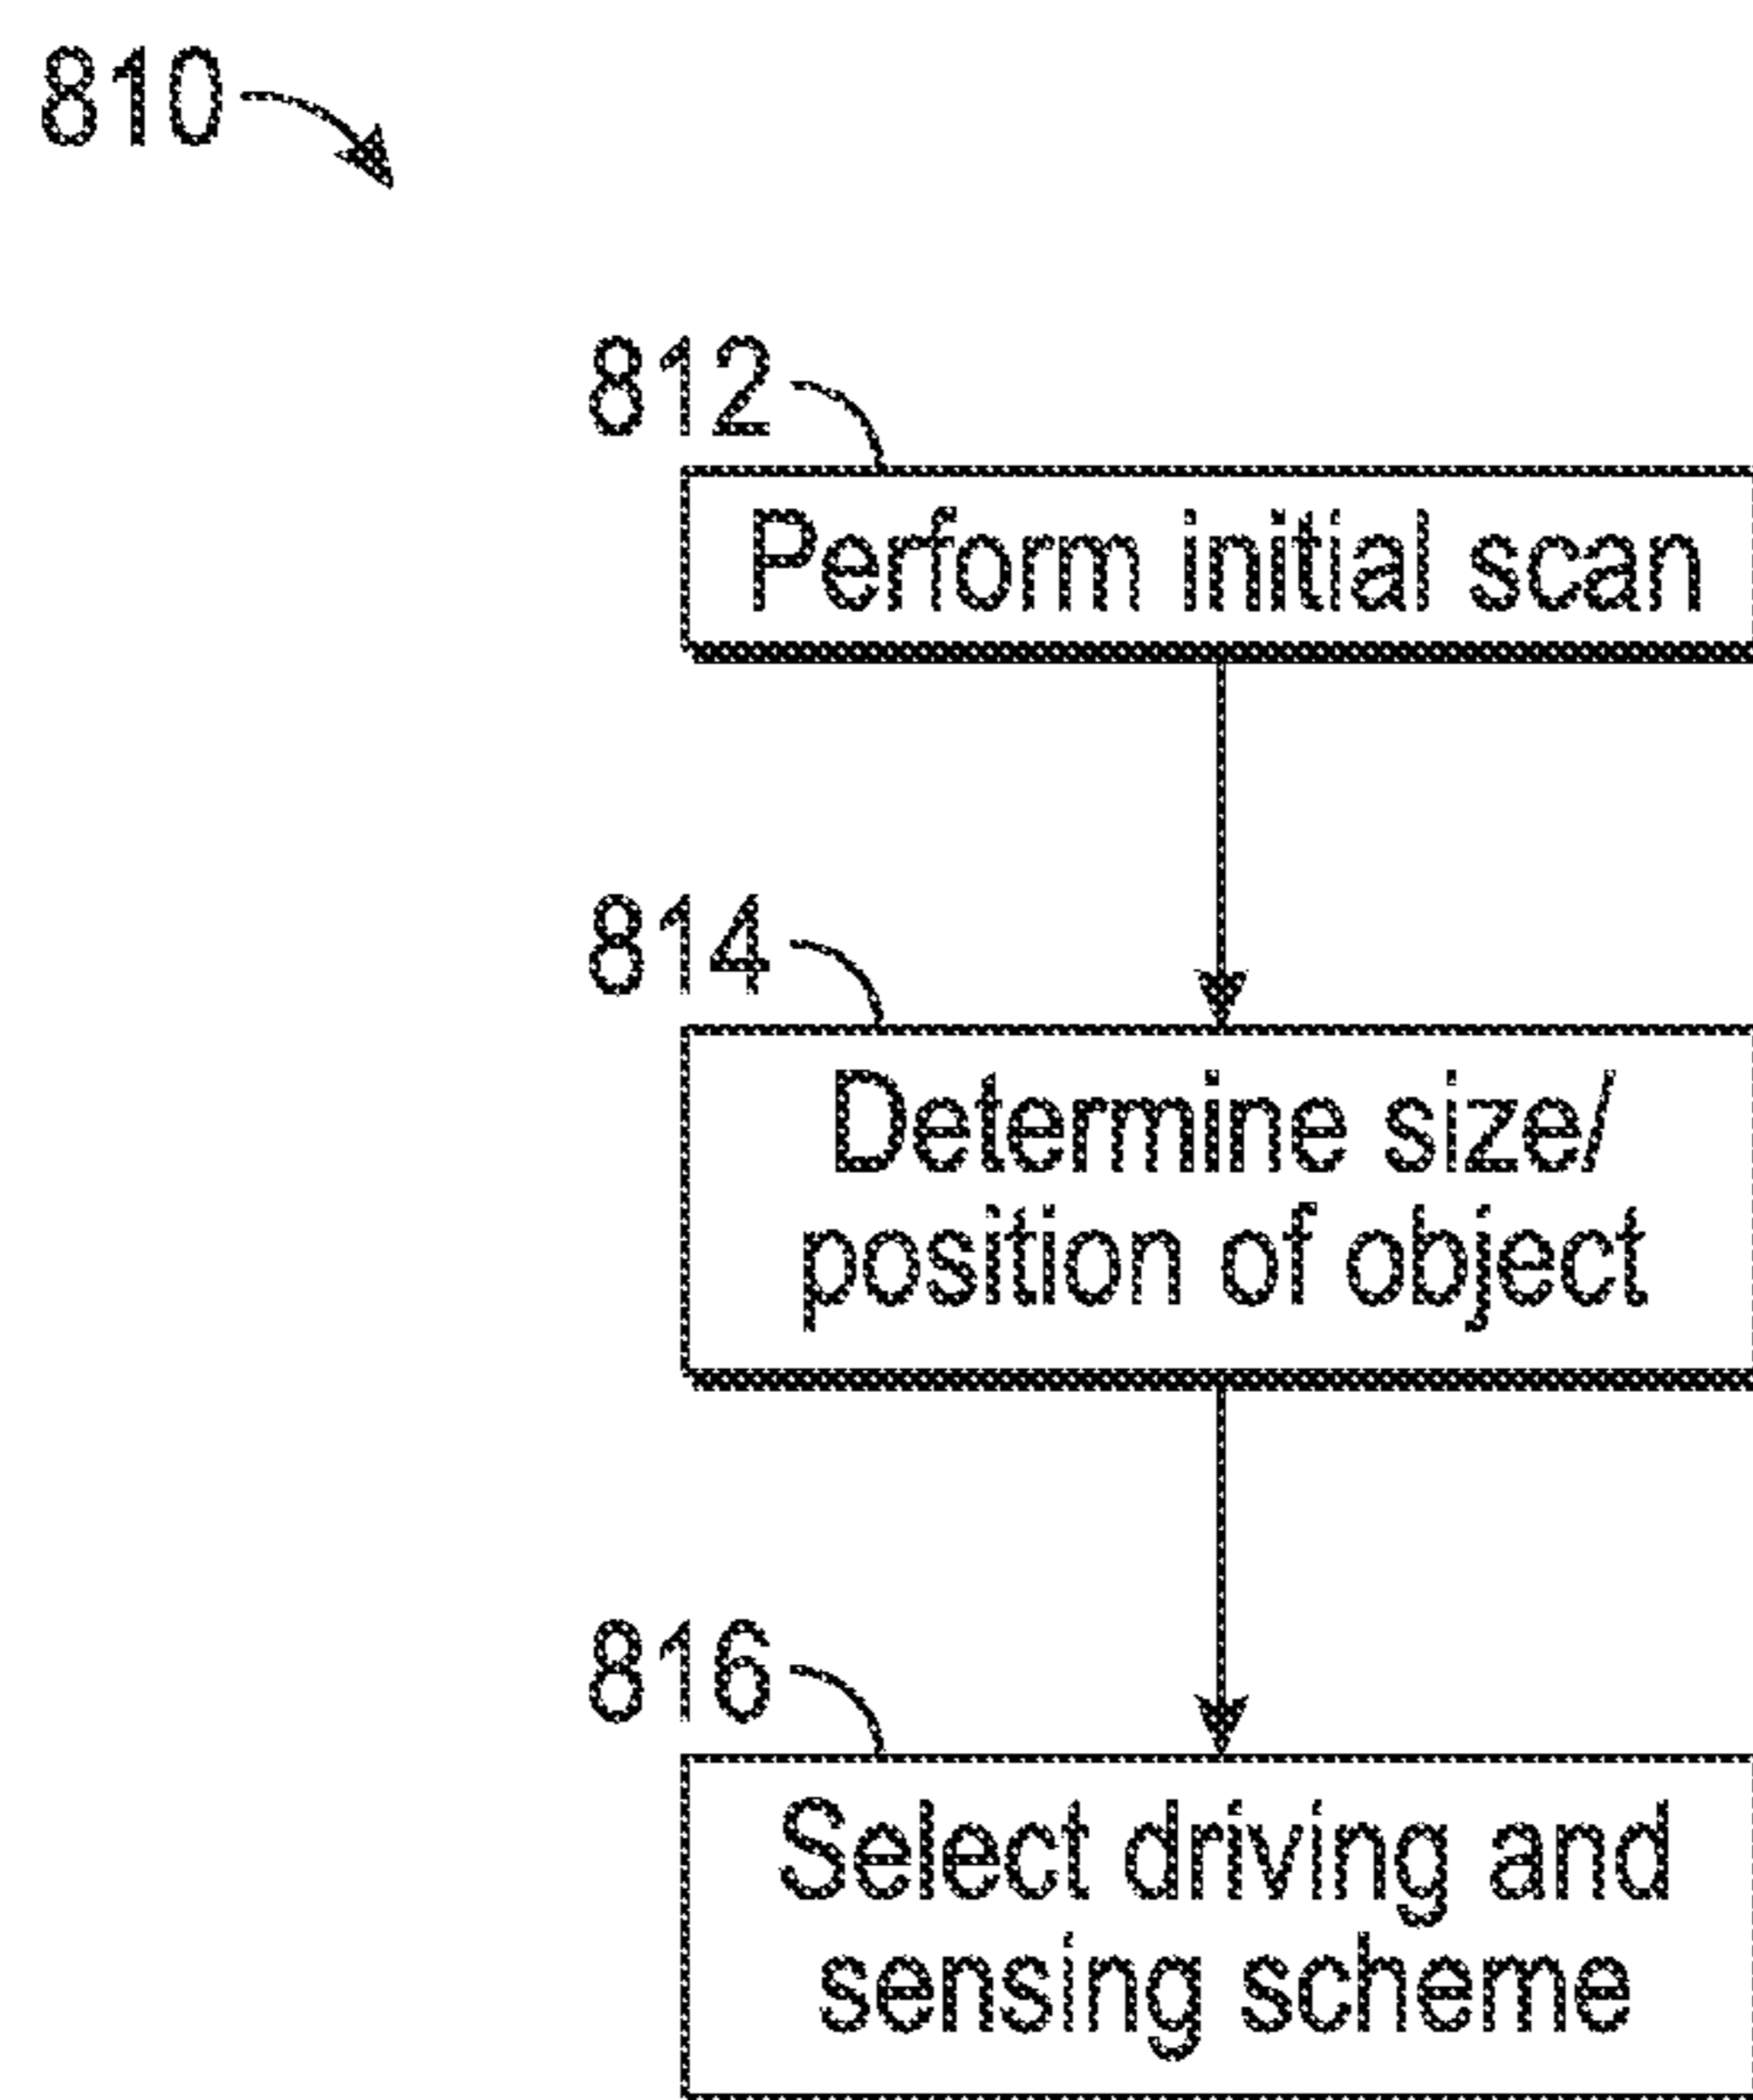 810
812
Perform initial scan
814
Determine size/
position of object
816
Select driving and
sensing scheme